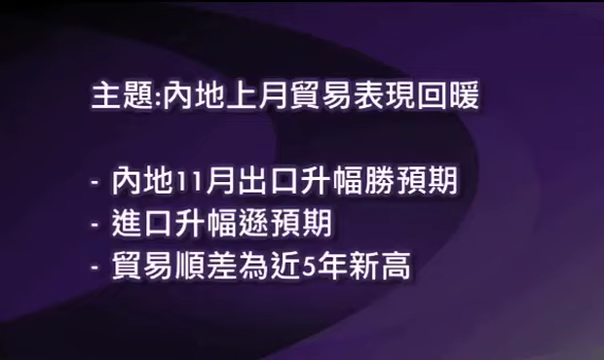 主題:內地上月貿易表現回暖
- 內地11月出口升幅勝預期
- 進口升幅遜預期
- 貿易順差為近5年新高